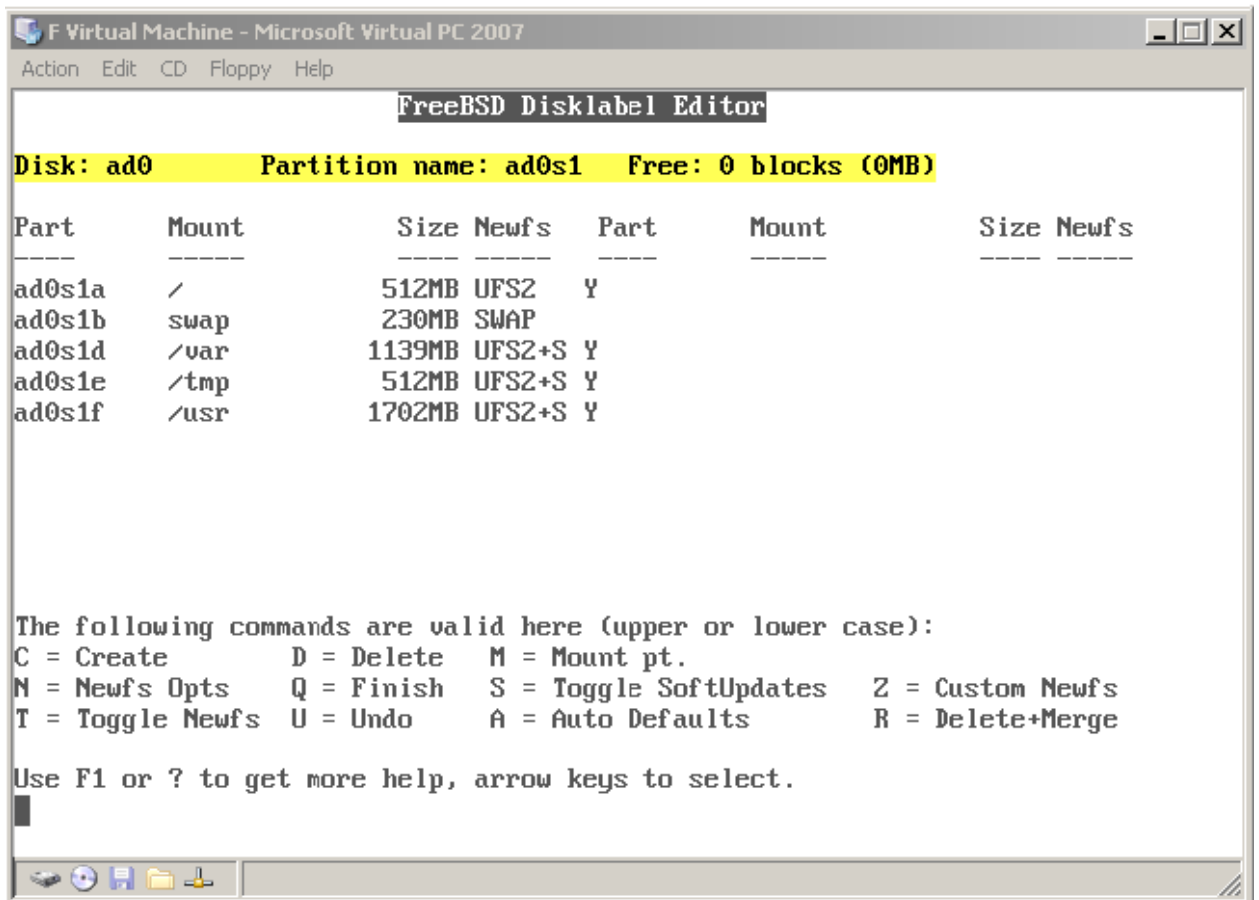 F Virtual Machine - Microsoft Virtual PC 2007
Action Edit CD Floppy Help
FreeBSD Disklabel Editor
Disk: ad0 Partition name: ad0s1 Free: 0 blocks (0MB)
Part Mount Size Newfs Part Mount Size Newfs
---- ----- ---- ----- ---- ----- ---- -----
ad0s1a / 512MB UFS2 Y
ad0s1b swap 230MB SWAP
ad0s1d /var 1139MB UFS2+S Y
ad0s1e /tmp 512MB UFS2+S Y
ad0s1f /usr 1702MB UFS2+S Y
The following commands are valid here (upper or lower case):
C = Create D = Delete M = Mount pt.
N = Newfs Opts Q = Finish S = Toggle SoftUpdates Z = Custom Newfs
T = Toggle Newfs U = Undo A = Auto Defaults R = Delete+Merge
Use F1 or ? to get more help, arrow keys to select.